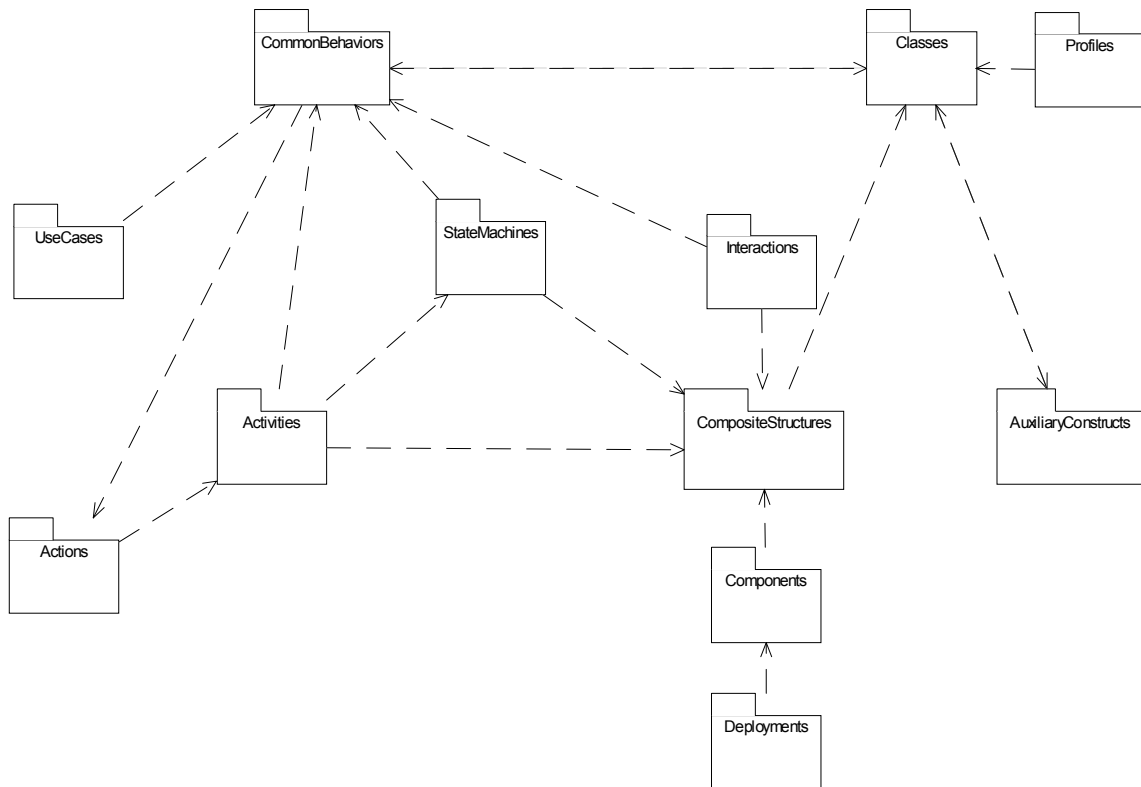 CommonBehaviors
Classes
Profiles
UseCases
StateMachines
Interactions
Activities
CompositeStructures
AuxiliaryConstructs
Actions
Components
Deployments